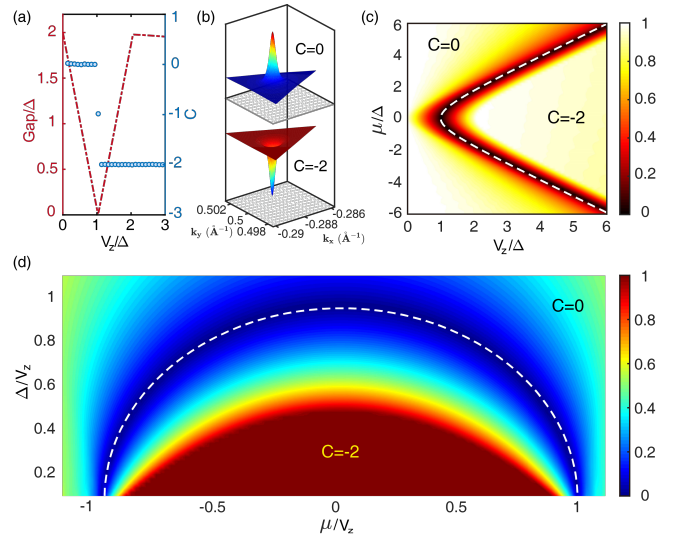 (a)
C
2
1.5
1
0.5
0
Gap/Δ
1
0
-1
-2
-3
C
0
1
2
3
V_z/Δ
(b)
C=0
C=-2
0.502
0.5
0.498
k_y (Å⁻¹)
-0.286
-0.288
-0.29
k_x (Å⁻¹)
(c)
6
4
2
0
-2
-4
-6
μ/Δ
C=0
C=-2
0
1
2
3
4
5
6
V_z/Δ
1
0.8
0.6
0.4
0.2
0
(d)
1
0.8
0.6
0.4
0.2
Δ/V_z
C=0
C=-2
-1
-0.5
0
0.5
1
μ/V_z
1
0.8
0.6
0.4
0.2
0